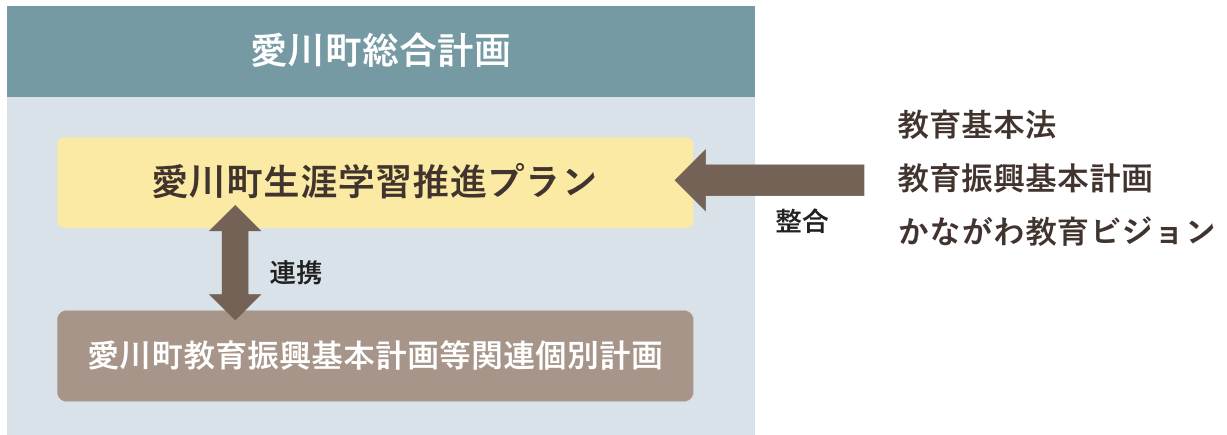 愛川町総合計画
愛川町生涯学習推進プラン
整合
教育基本法
教育振興基本計画
かながわ教育ビジョン
連携
愛川町教育振興基本計画等関連個別計画